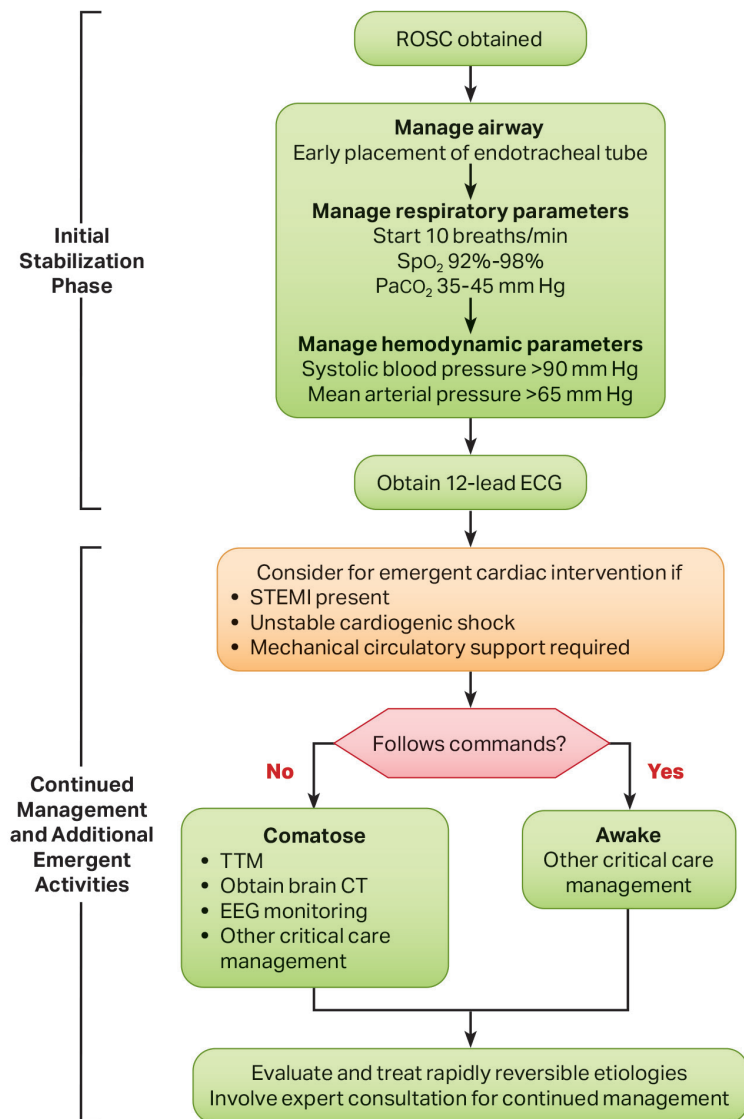 ROSC obtained
Manage airway
Early placement of endotracheal tube
Manage respiratory parameters
Start 10 breaths/min
SpO₂ 92%-98%
PaCO₂ 35-45 mm Hg
Manage hemodynamic parameters
Systolic blood pressure >90 mm Hg
Mean arterial pressure >65 mm Hg
Initial
Stabilization
Phase
Obtain 12-lead ECG
Consider for emergent cardiac intervention if
• STEMI present
• Unstable cardiogenic shock
• Mechanical circulatory support required
Follows commands?
No
Yes
Continued
Management
and Additional
Emergent
Activities
Comatose
• TTM
• Obtain brain CT
• EEG monitoring
• Other critical care
management
Awake
Other critical care
management
Evaluate and treat rapidly reversible etiologies
Involve expert consultation for continued management